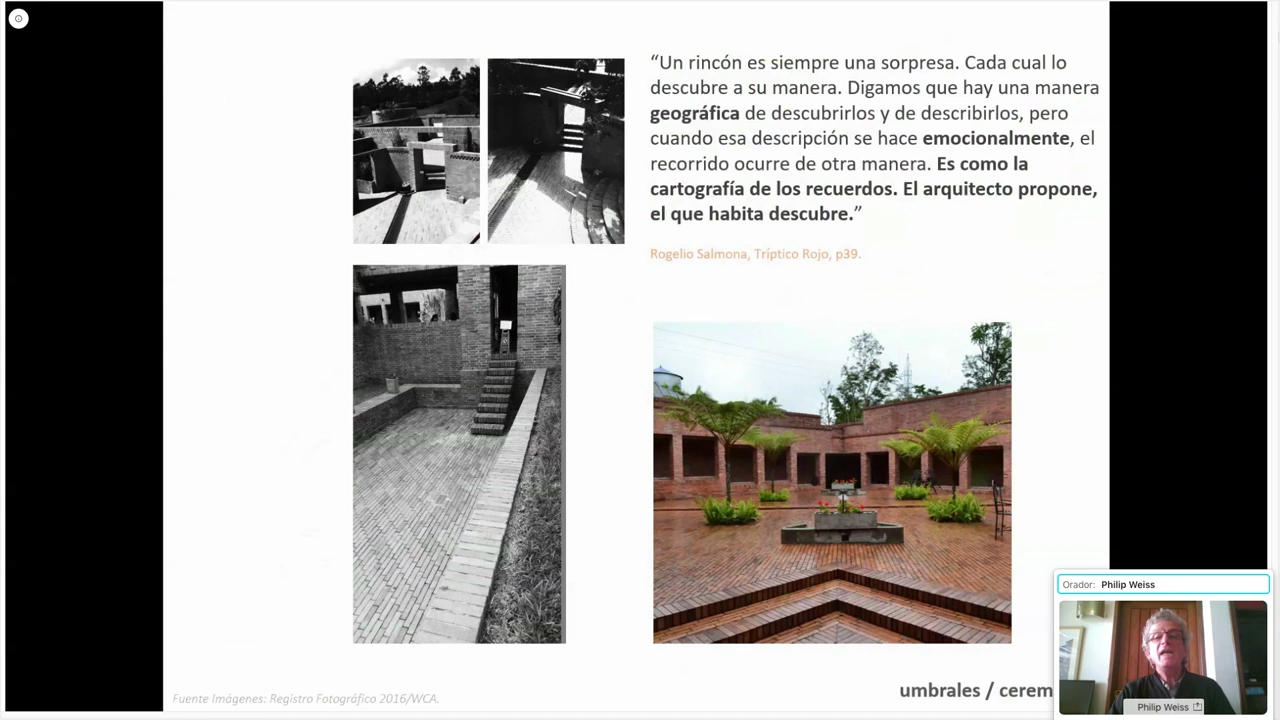 “Un rincón es siempre una sorpresa. Cada cual lo
descubre a su manera. Digamos que hay una manera
geográfica de descubrirlos y de describirlos, pero
cuando esa descripción se hace emocionalmente, el
recorrido ocurre de otra manera. Es como la
cartografía de los recuerdos. El arquitecto propone,
el que habita descubre.”
Rogelio Salmona, Tríptico Rojo, p39.
Orador: Philip Weiss
Philip Weiss
umbrales / cerem
Fuente Imágenes: Registro Fotográfico 2016/WCA.